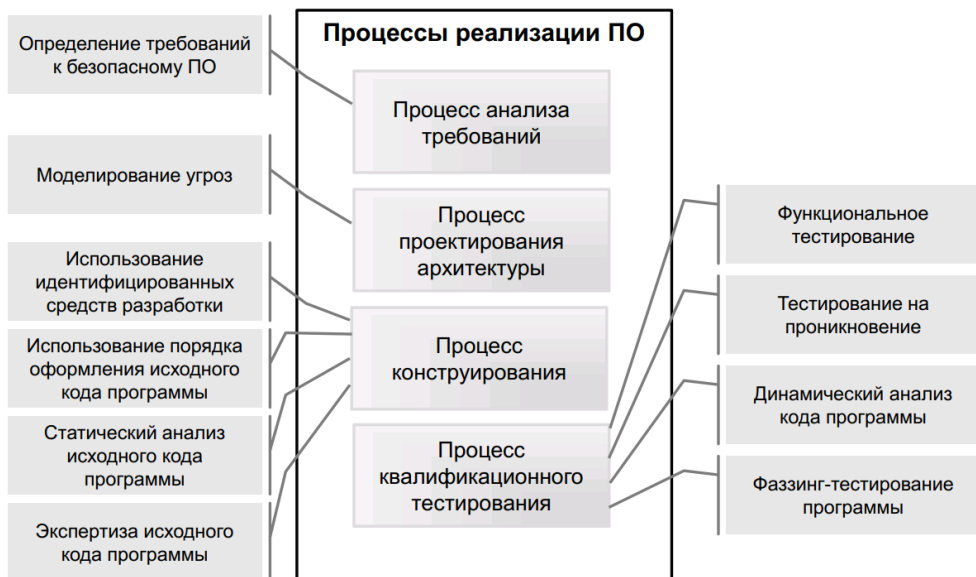 Процессы реализации ПО
Определение требований
к безопасному ПО
Моделирование угроз
Использование
идентифицированных
средств разработки
Использование порядка
оформления исходного
кода программы
Статический анализ
исходного кода
программы
Экспертиза исходного
кода программы
Процесс анализа
требований
Процесс
проектирования
архитектуры
Процесс
конструирования
Процесс
квалификационного
тестирования
Функциональное
тестирование
Тестирование на
проникновение
Динамический анализ
кода программы
Фаззинг-тестирование
программы